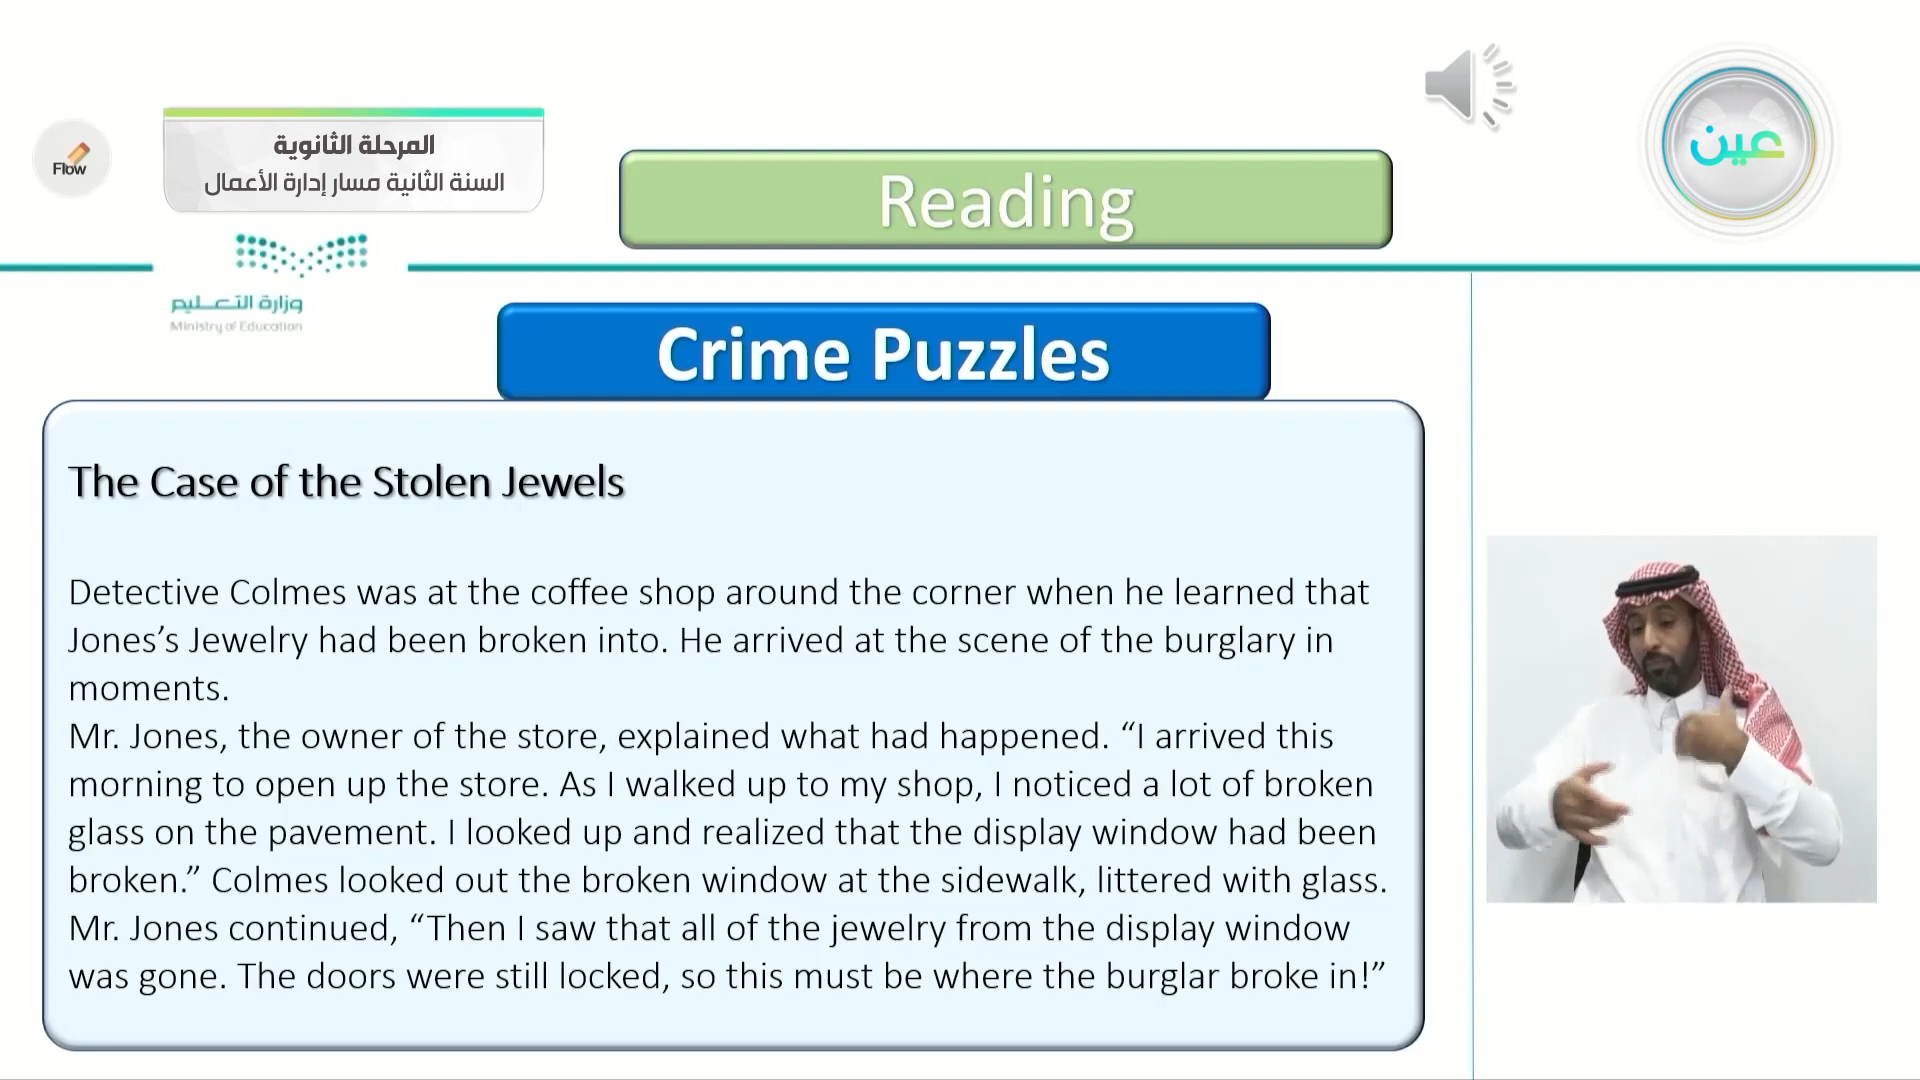 المرحلة الثانوية
السنة الثانية مسار إدارة الأعمال
Flow
Reading
عين
وزارة التعليم
Ministry of Education
Crime Puzzles
The Case of the Stolen Jewels
Detective Colmes was at the coffee shop around the corner when he learned that
Jones’s Jewelry had been broken into. He arrived at the scene of the burglary in
moments.
Mr. Jones, the owner of the store, explained what had happened. “I arrived this
morning to open up the store. As I walked up to my shop, I noticed a lot of broken
glass on the pavement. I looked up and realized that the display window had been
broken.” Colmes looked out the broken window at the sidewalk, littered with glass.
Mr. Jones continued, “Then I saw that all of the jewelry from the display window
was gone. The doors were still locked, so this must be where the burglar broke in!”